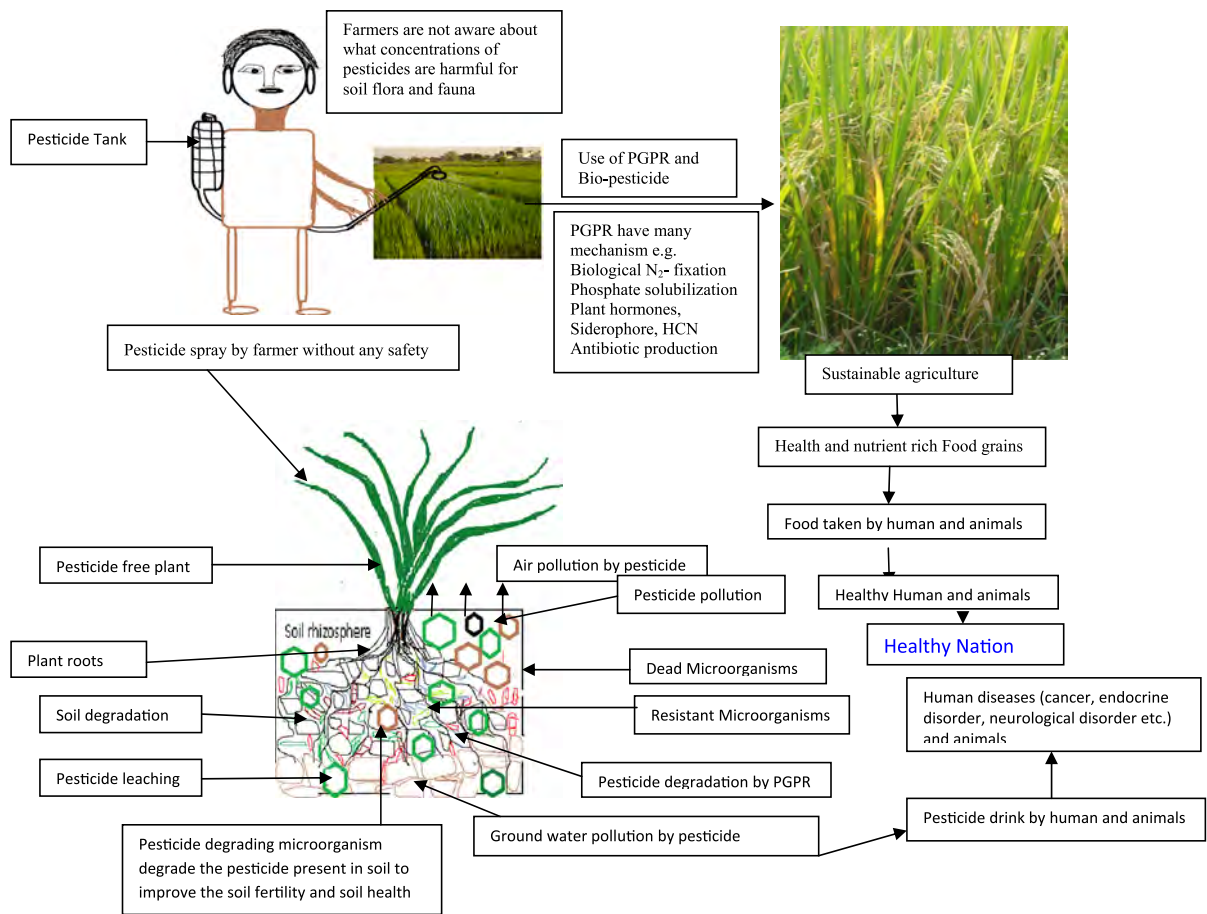 Farmers are not aware about
what concentrations of
pesticides are harmful for
soil flora and fauna
Pesticide Tank
Use of PGPR and
Bio-pesticide
PGPR have many
mechanism e.g.
Biological N₂- fixation
Phosphate solubilization
Plant hormones,
Siderophore, HCN
Antibiotic production
Pesticide spray by farmer without any safety
Sustainable agriculture
Health and nutrient rich Food grains
Food taken by human and animals
Healthy Human and animals
Healthy Nation
Pesticide free plant
Air pollution by pesticide
Pesticide pollution
Soil rhizosphere
Plant roots
Dead Microorganisms
Soil degradation
Resistant Microorganisms
Human diseases (cancer, endocrine
disorder, neurological disorder etc.)
and animals
Pesticide leaching
Pesticide degradation by PGPR
Pesticide drink by human and animals
Ground water pollution by pesticide
Pesticide degrading microorganism
degrade the pesticide present in soil to
improve the soil fertility and soil health